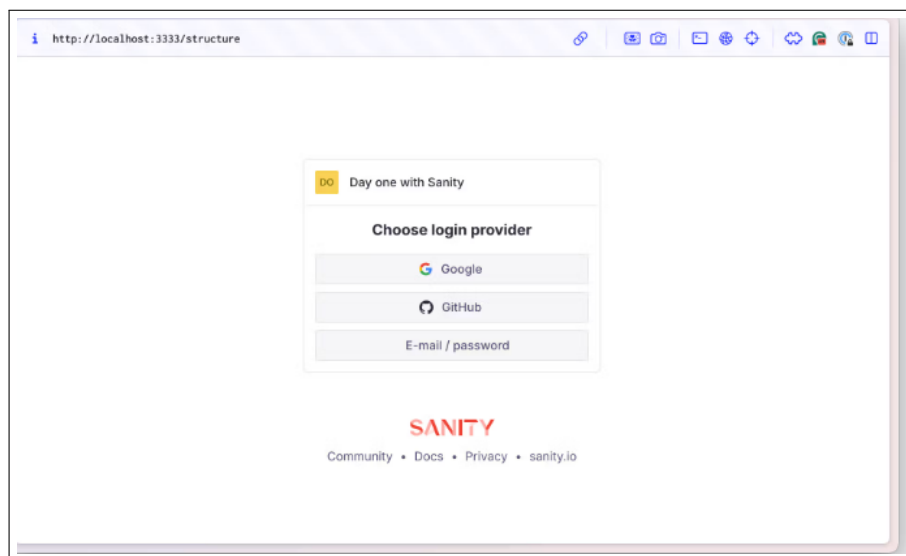 http://localhost:3333/structure
DO Day one with Sanity
Choose login provider
Google
GitHub
E-mail / password
SANITY
Community • Docs • Privacy • sanity.io